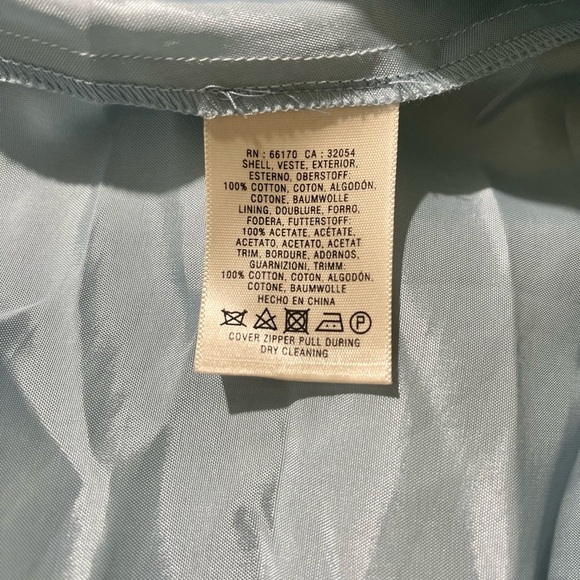 RN : 66170 CA : 32054
SHELL, VESTE, EXTERIOR,
ESTERNO, OBERSTOFF:
100% COTTON, COTON, ALGODÓN,
COTONE, BAUMWOLLE
LINING, DOUBLURE, FORRO,
FODERA, FUTTERSTOFF:
100% ACETATE, ACÉTATE,
ACETATO, ACETATO, ACETAT
TRIM, BORDURE, ADORNOS,
GUARNIZIONI, TRIMM:
100% COTTON, COTON, ALGODÓN,
COTONE, BAUMWOLLE
HECHO EN CHINA
P
COVER ZIPPER PULL DURING
DRY CLEANING